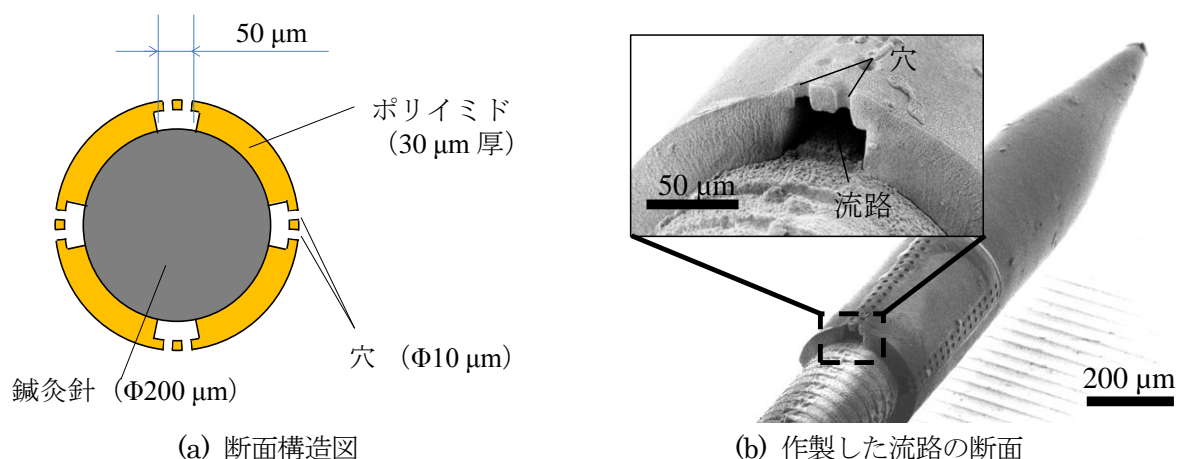 50 μm
ポリイミド
(30 μm 厚)
穴 (Φ10 μm)
鍼灸針 (Φ200 μm)
(a) 断面構造図
穴
50 μm
流路
200 μm
(b) 作製した流路の断面